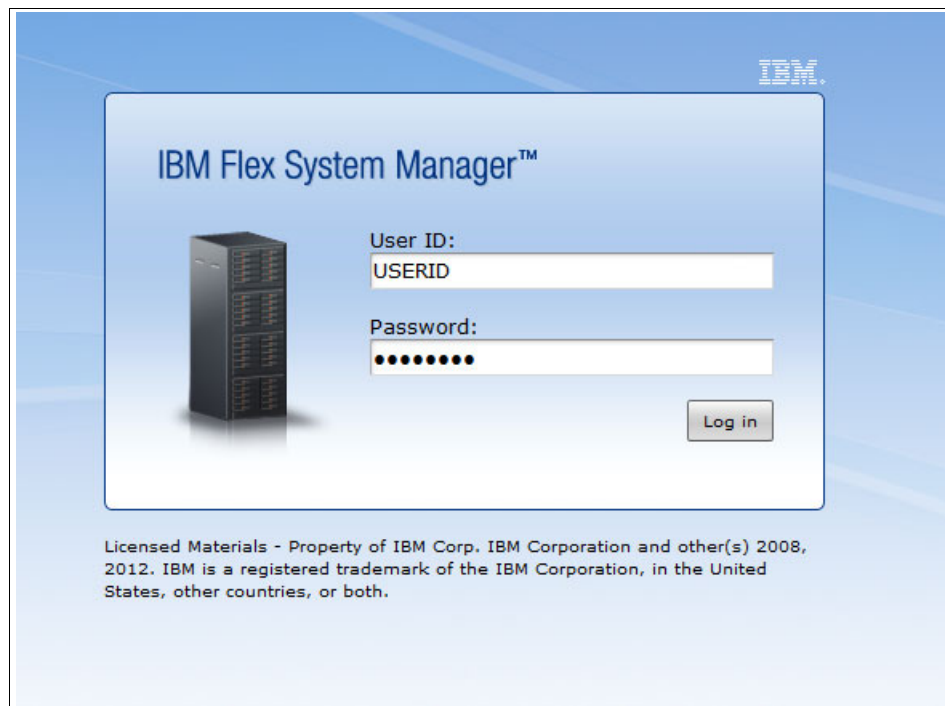 IBM.
IBM Flex System Manager™
User ID:
USERID
Password:
●●●●●●●●
Log in
Licensed Materials - Property of IBM Corp. IBM Corporation and other(s) 2008,
2012. IBM is a registered trademark of the IBM Corporation, in the United
States, other countries, or both.